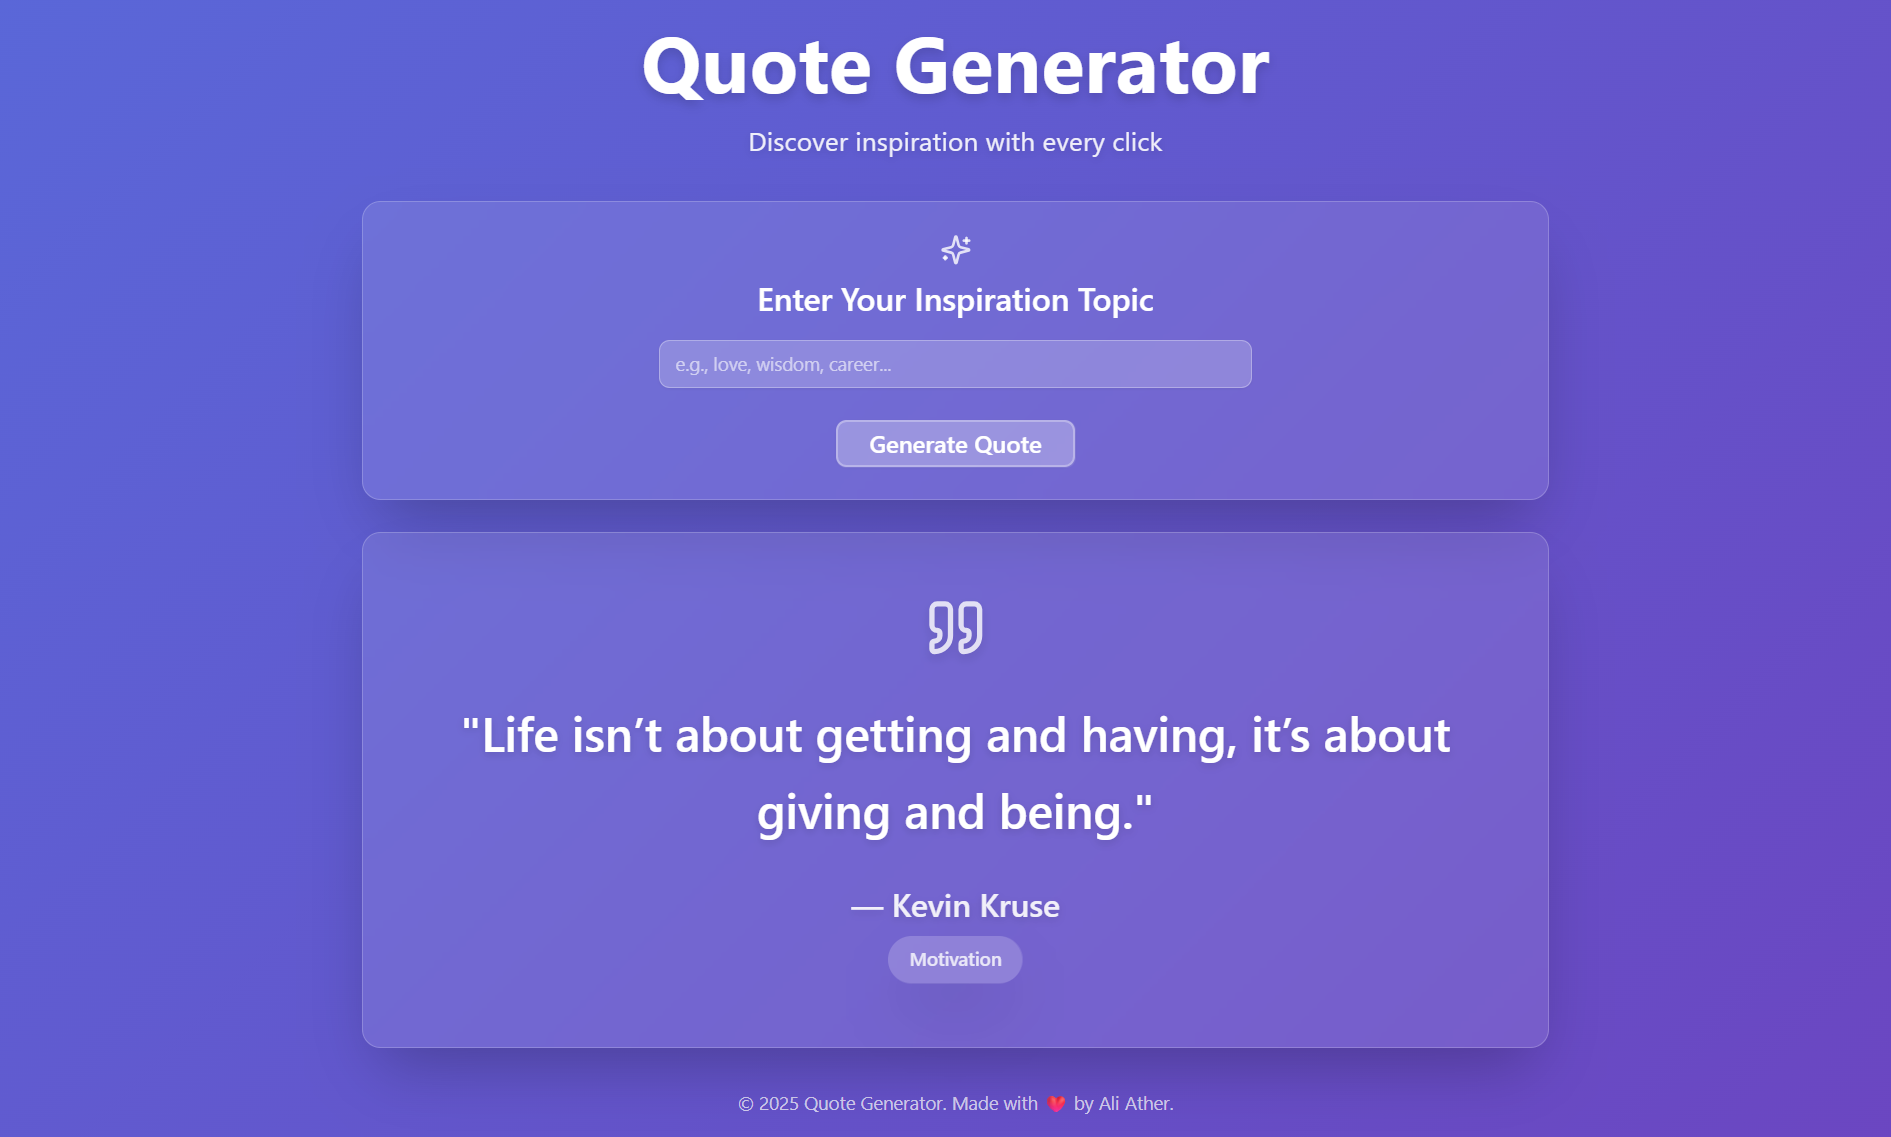 Quote Generator
Discover inspiration with every click
Enter Your Inspiration Topic
e.g., love, wisdom, career...
Generate Quote
"Life isn’t about getting and having, it’s about
giving and being."
— Kevin Kruse
Motivation
© 2025 Quote Generator. Made with ❤️ by Ali Ather.